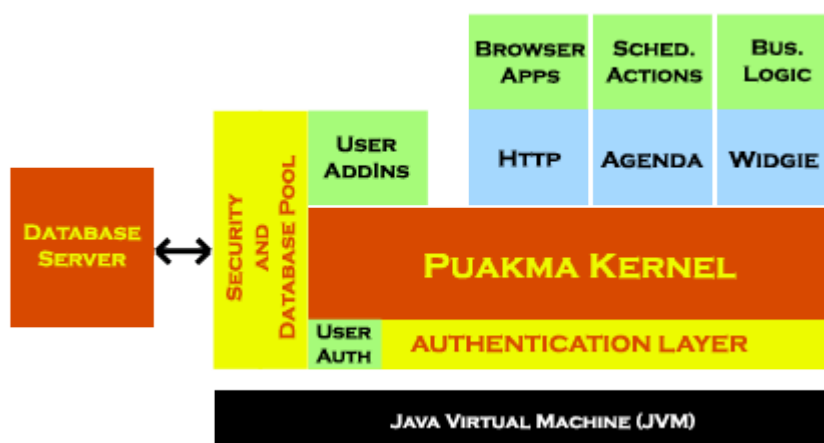 BROWSER
APPS
SCHED.
ACTIONS
BUS.
LOGIC
USER
ADDINS
HTTP
AGENDA
WIDGIE
DATABASE
SERVER
SECURITY
AND
DATABASE POOL
PUAKMA KERNEL
USER
AUTH
AUTHENTICATION LAYER
JAVA VIRTUAL MACHINE (JVM)